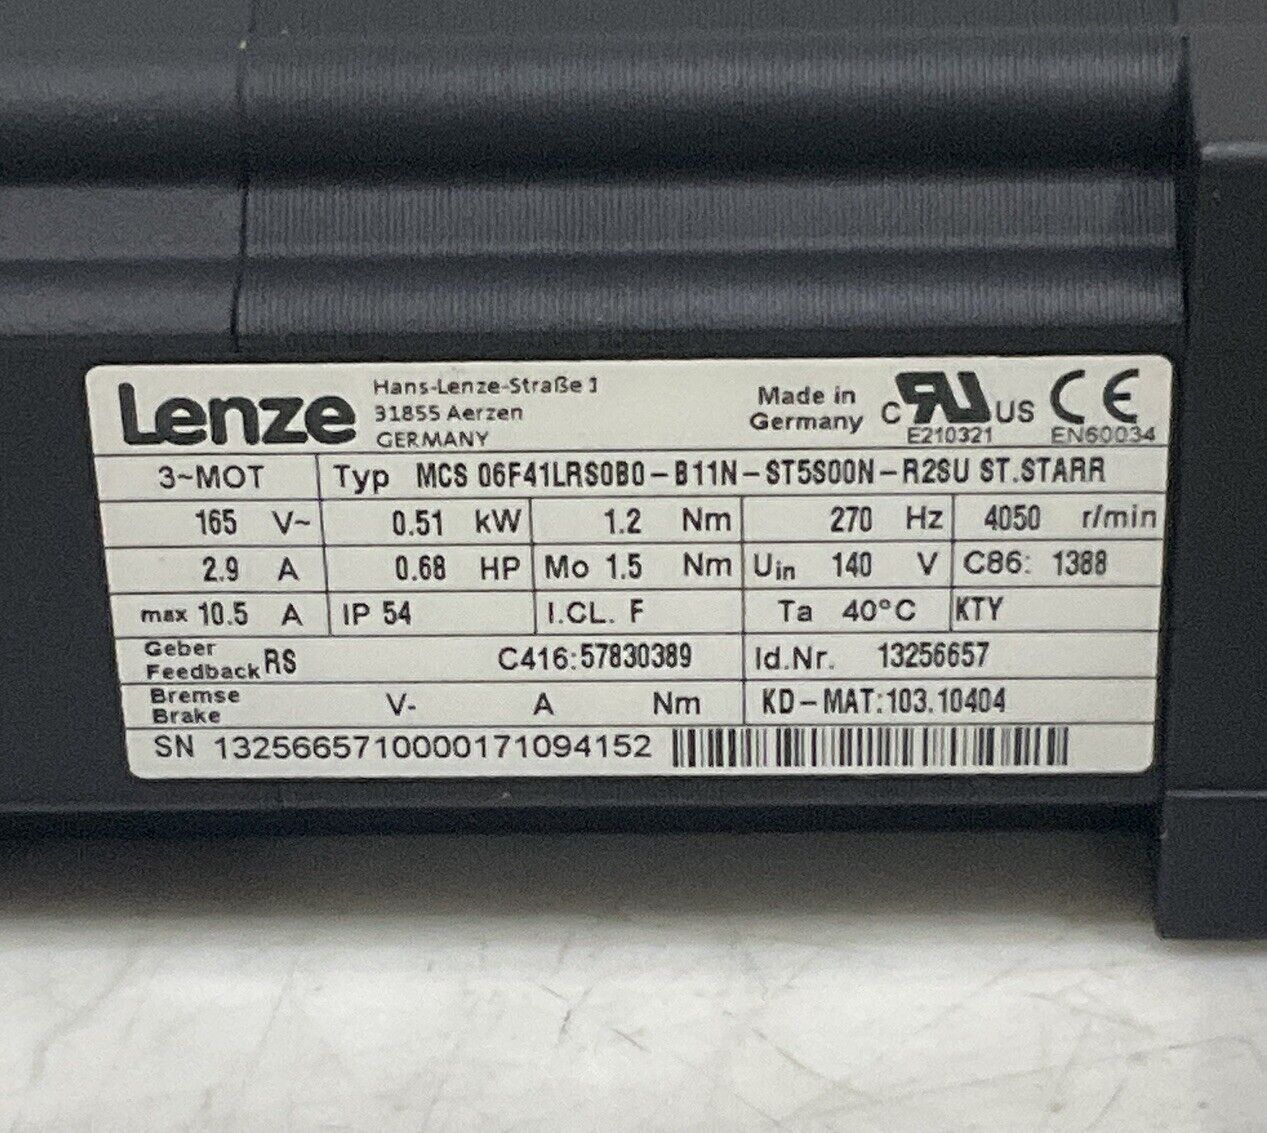 Lenze Hans-Lenze-Straße 1
31855 Aerzen
GERMANY
Made in
Germany
C RU US CE
E210321 EN60034
3~MOT Typ MCS 06F41LRS0B0-B11N-ST5S00N-R2SU ST.STARR
165 V~ 0.51 kW 1.2 Nm 270 Hz 4050 r/min
2.9 A 0.68 HP Mo 1.5 Nm Uin 140 V C86: 1388
max 10.5 A IP 54 I.CL. F Ta 40°C KTY
Geber
Feedback RS C416:57830389 Id.Nr. 13256657
Bremse
Brake V- A Nm KD-MAT:103.10404
SN 1325665710000171094152